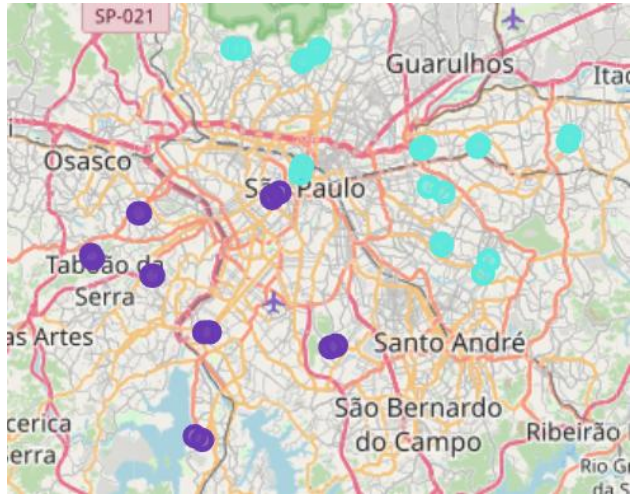 SP-021
Guarulhos
Ita
i
Osasco
São Paulo
Taboão da
Serra
as Artes
Santo André
São Bernardo
do Campo
cerica
erra
Ribeirão
Rio Gr
da S